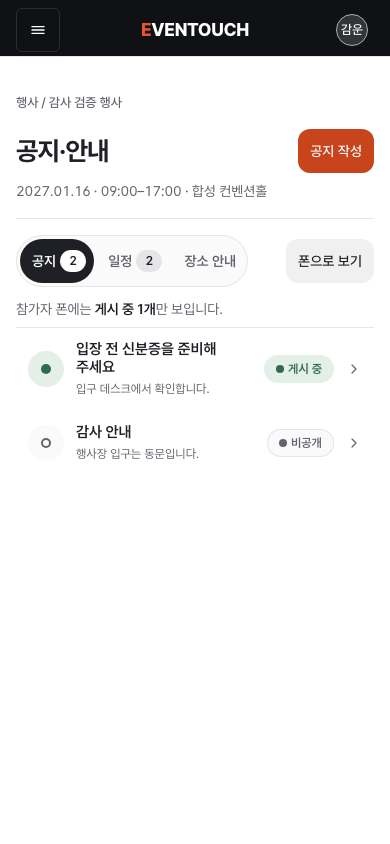 EVENTOUCH
감운
행사 / 감사 검증 행사
공지·안내
공지 작성
2027.01.16 · 09:00–17:00 · 합성 컨벤션홀
공지 2
일정 2
장소 안내
폰으로 보기
참가자 폰에는 게시 중 1개만 보입니다.
입장 전 신분증을 준비해
주세요
입구 데스크에서 확인합니다.
게시 중
감사 안내
행사장 입구는 동문입니다.
비공개